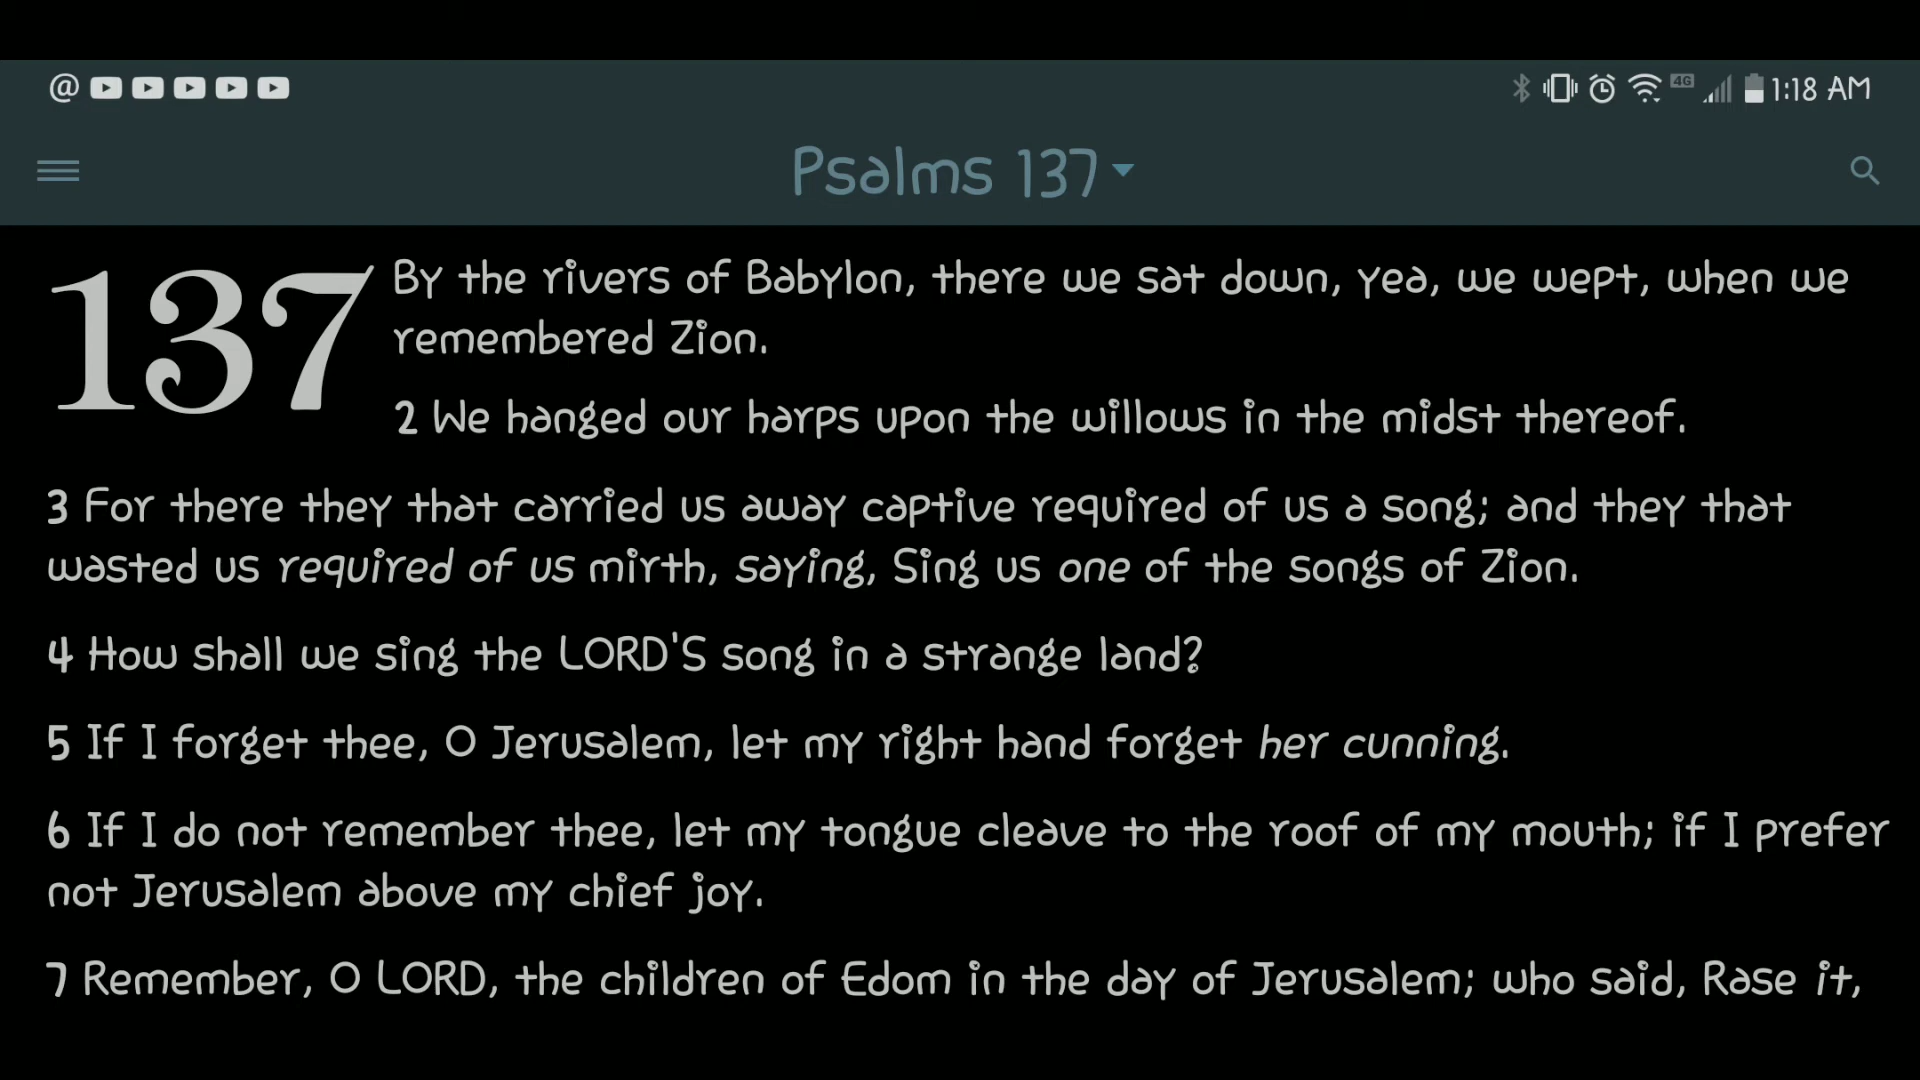 @ 4G 1:18 AM
Psalms 137
137 By the rivers of Babylon, there we sat down, yea, we wept, when we
remembered Zion.
2 We hanged our harps upon the willows in the midst thereof.
3 For there they that carried us away captive required of us a song; and they that
wasted us required of us mirth, saying, Sing us one of the songs of Zion.
4 How shall we sing the LORD'S song in a strange land?
5 If I forget thee, O Jerusalem, let my right hand forget her cunning.
6 If I do not remember thee, let my tongue cleave to the roof of my mouth; if I prefer
not Jerusalem above my chief joy.
7 Remember, O LORD, the children of Edom in the day of Jerusalem; who said, Rase it,